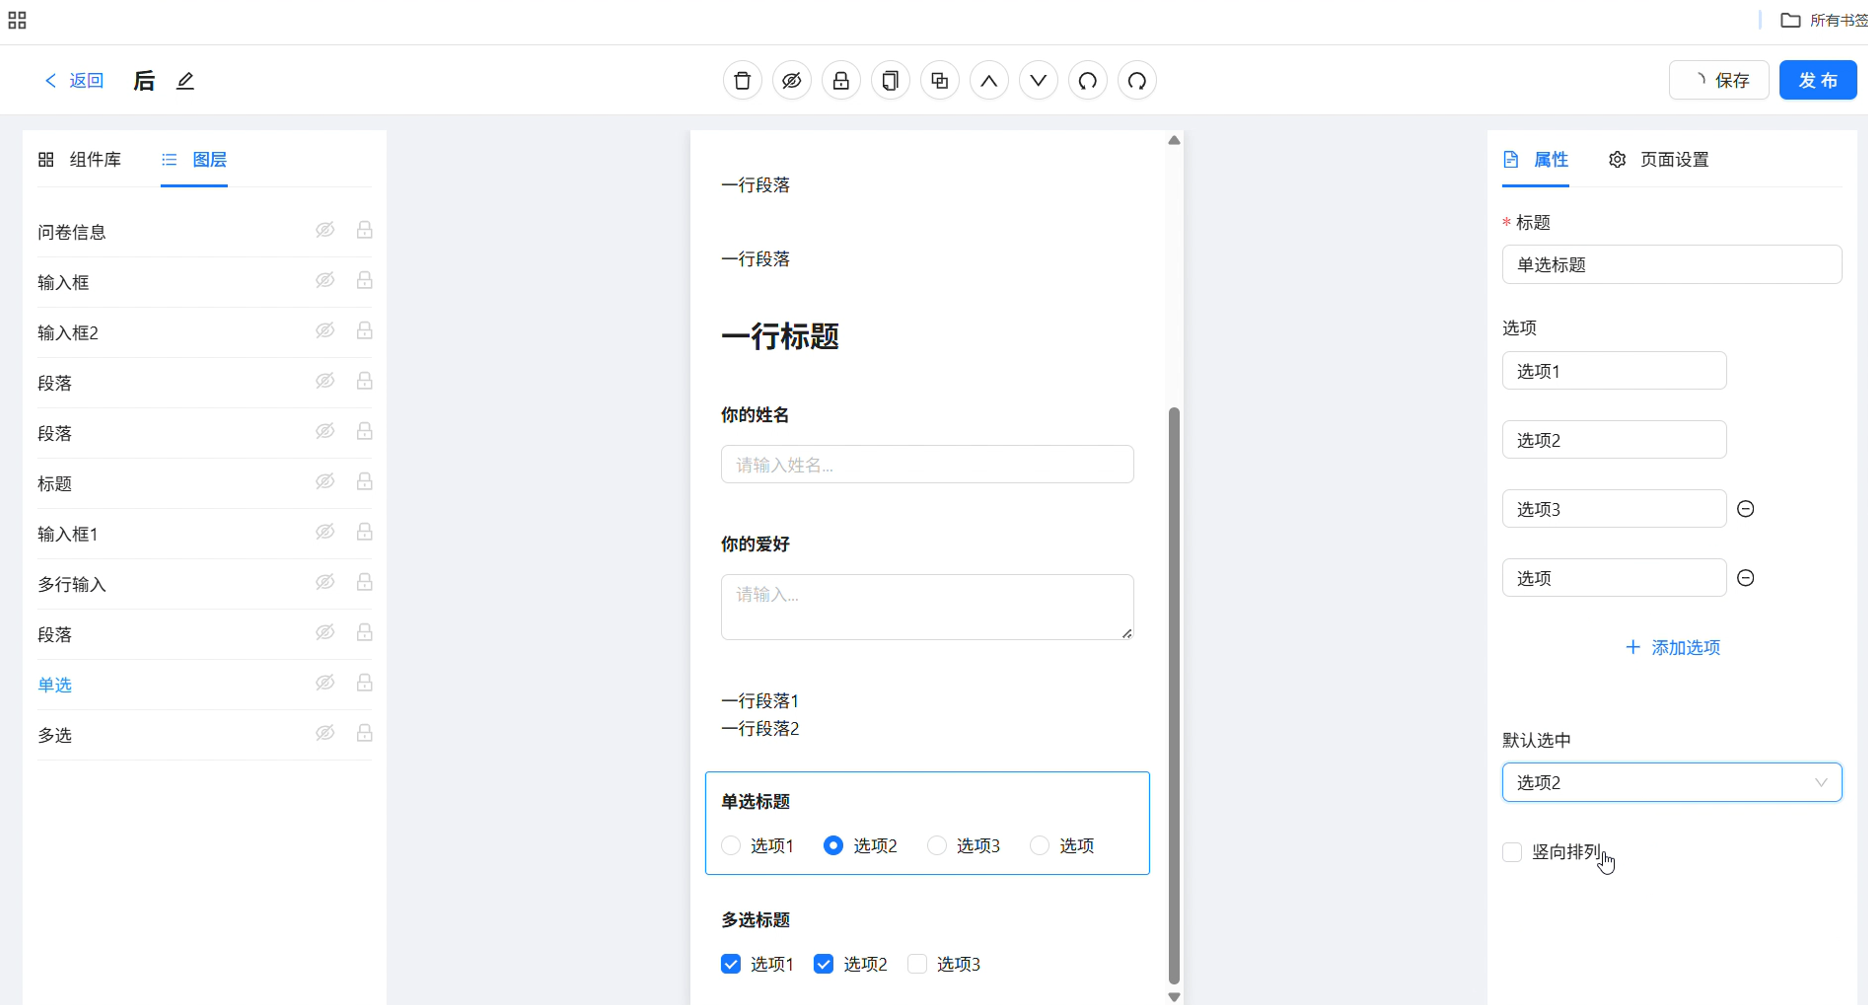 所有书签
返回
后
保存
发 布
组件库
图层
问卷信息
输入框
输入框2
段落
段落
标题
输入框1
多行输入
段落
单选
多选
一行段落
一行段落
一行标题
你的姓名
请输入姓名...
你的爱好
请输入...
一行段落1
一行段落2
单选标题
选项1 选项2 选项3 选项
多选标题
选项1 选项2 选项3
属性
页面设置
* 标题
单选标题
选项
选项1
选项2
选项3
选项
+ 添加选项
默认选中
选项2
竖向排列